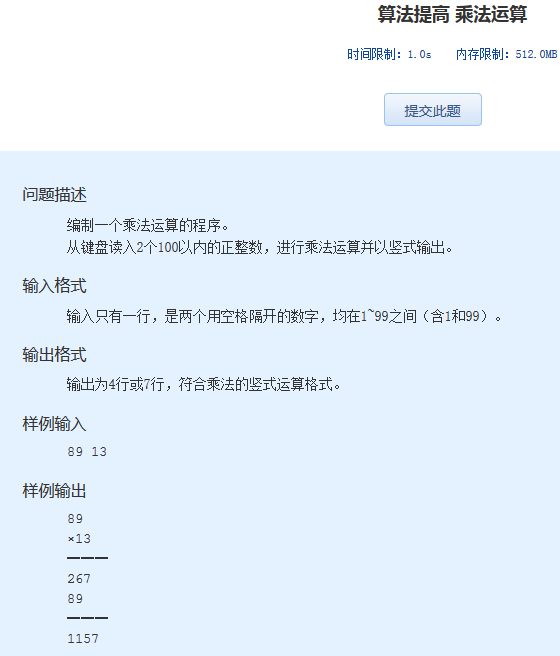 算法提高 乘法运算
时间限制：1.0s 内存限制：512.0MB
提交此题
问题描述
编制一个乘法运算的程序。
从键盘读入2个100以内的正整数，进行乘法运算并以竖式输出。
输入格式
输入只有一行，是两个用空格隔开的数字，均在1~99之间（含1和99）。
输出格式
输出为4行或7行，符合乘法的竖式运算格式。
样例输入
89 13
样例输出
89
×13
━━━
267
89
━━━
1157